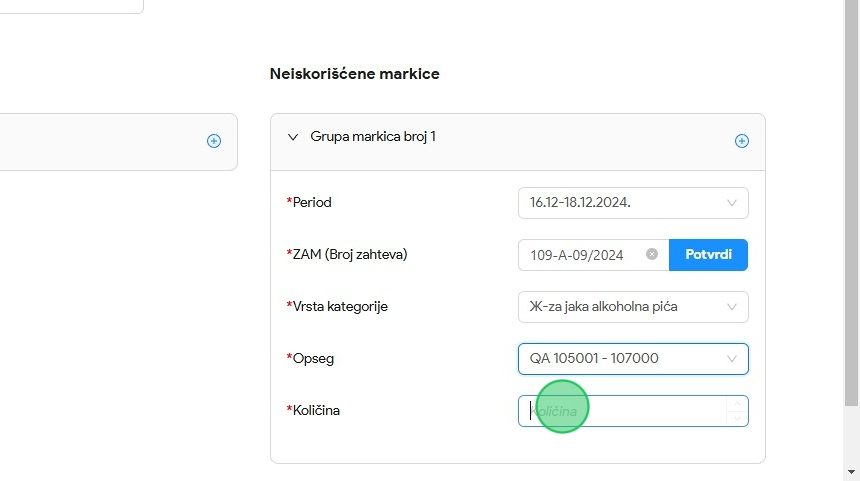 Neiskorišćene markice
Grupa markica broj 1
*Period
16.12-18.12.2024.
*ZAM (Broj zahteva)
109-A-09/2024
Potvrdi
*Vrsta kategorije
Ж-za jaka alkoholna pića
*Opseg
QA 105001 - 107000
*Količina
Količina